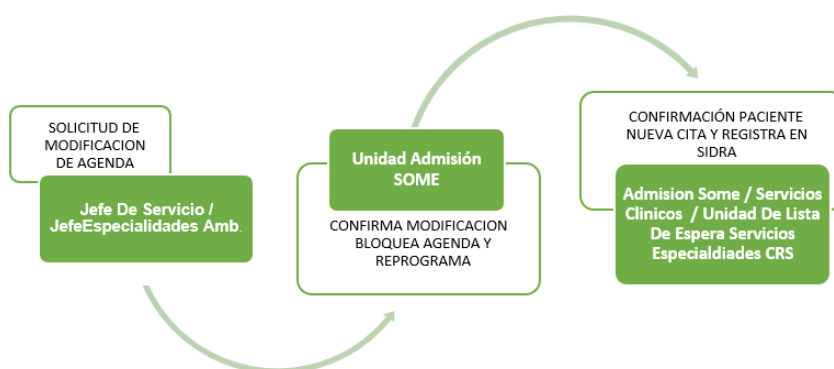 SOLICITUD DE
MODIFICACION
DE AGENDA
Jefe De Servicio /
JefeEspecialidades Amb.
Unidad Admisión
SOME
CONFIRMA MODIFICACION
BLOQUEA AGENDA Y
REPROGRAMA
CONFIRMACIÓN PACIENTE
NUEVA CITA Y REGISTRA EN
SIDRA
Admision Some / Servicios
Clinicos / Unidad De Lista
De Espera Servicios
Especialdiades CRS